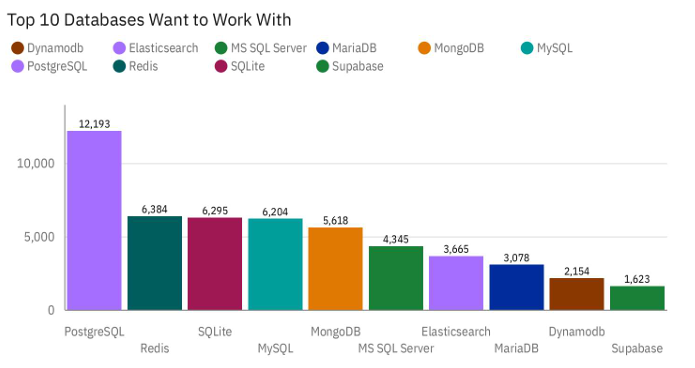 Top 10 Databases Want to Work With
Dynamodb Elasticsearch MS SQL Server MariaDB MongoDB MySQL
PostgreSQL Redis SQLite Supabase
12,193
10,000
6,384 6,295 6,204
5,618
5,000
4,345
3,665
3,078
2,154
1,623
0
PostgreSQL SQLite MongoDB Elasticsearch Dynamodb
Redis MySQL MS SQL Server MariaDB Supabase